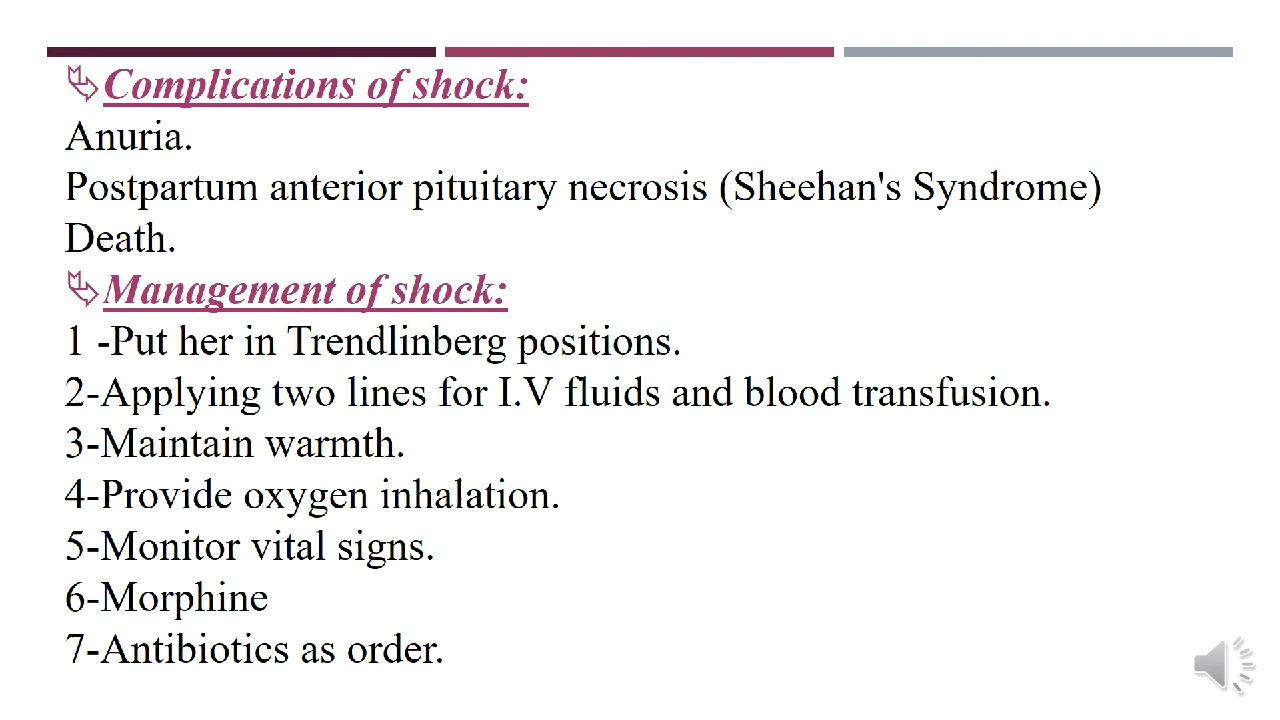 Complications of shock:
Anuria.
Postpartum anterior pituitary necrosis (Sheehan's Syndrome)
Death.
Management of shock:
1 -Put her in Trendlinberg positions.
2-Applying two lines for I.V fluids and blood transfusion.
3-Maintain warmth.
4-Provide oxygen inhalation.
5-Monitor vital signs.
6-Morphine
7-Antibiotics as order.